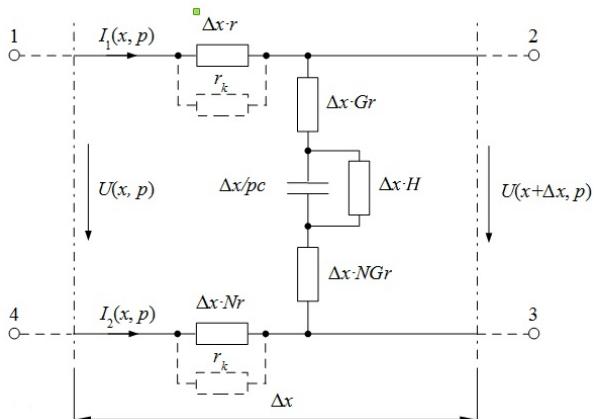 1
I₁(x, p)
Δx·r
2
r_k
Δx·Gr
U(x, p)
Δx/pc
Δx·H
U(x+Δx, p)
Δx·NGr
4
I₂(x, p)
Δx·Nr
3
r_k
Δx